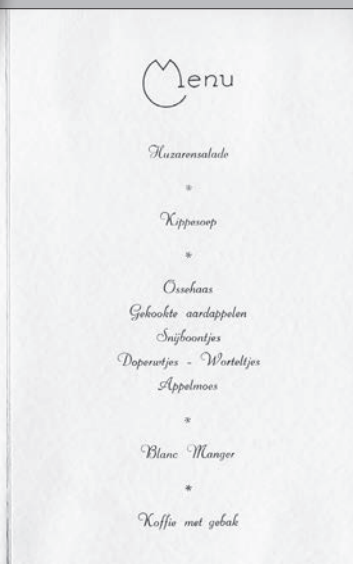 Menu
Huzarensalade
*
Kippesoep
*
Ossehaas
Gekookte aardappelen
Snijboontjes
Doperwtjes - Worteltjes
Appelmoes
*
Blanc Manger
*
Koffie met gebak